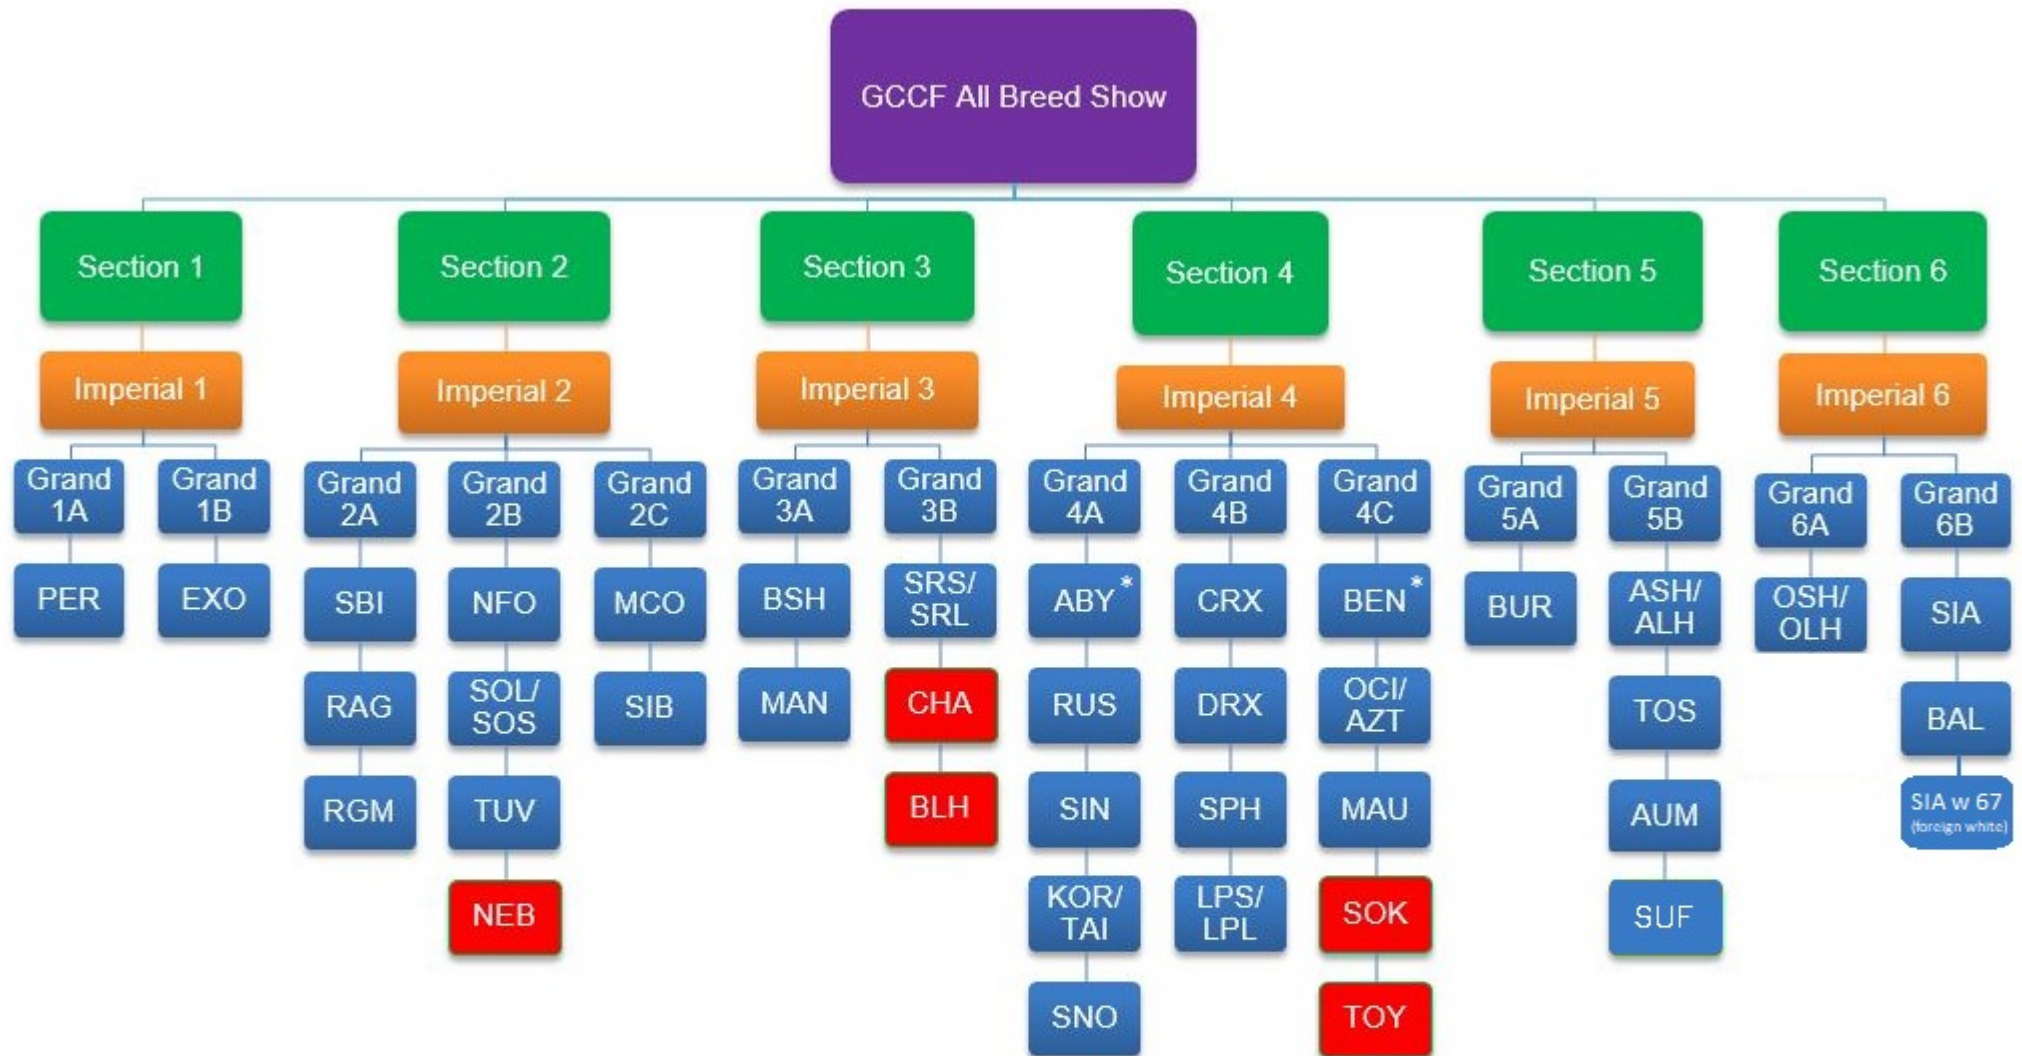 GCCF All Breed Show
Section 1
Section 2
Section 3
Section 4
Section 5
Section 6
Imperial 1
Imperial 2
Imperial 3
Imperial 4
Imperial 5
Imperial 6
Grand
1A
Grand
1B
Grand
2A
Grand
2B
Grand
2C
Grand
3A
Grand
3B
Grand
4A
Grand
4B
Grand
4C
Grand
5A
Grand
5B
Grand
6A
Grand
6B
PER
EXO
SBI
NFO
MCO
BSH
SRS/
SRL
ABY *
CRX
BEN *
BUR
ASH/
ALH
OSH/
OLH
SIA
RAG
SOL/
SOS
SIB
MAN
CHA
RUS
DRX
OCI/
AZT
TOS
BAL
RGM
TUV
BLH
SIN
SPH
MAU
AUM
SIA w 67
(foreign white)
NEB
KOR/
TAI
LPS/
LPL
SOK
SUF
SNO
TOY